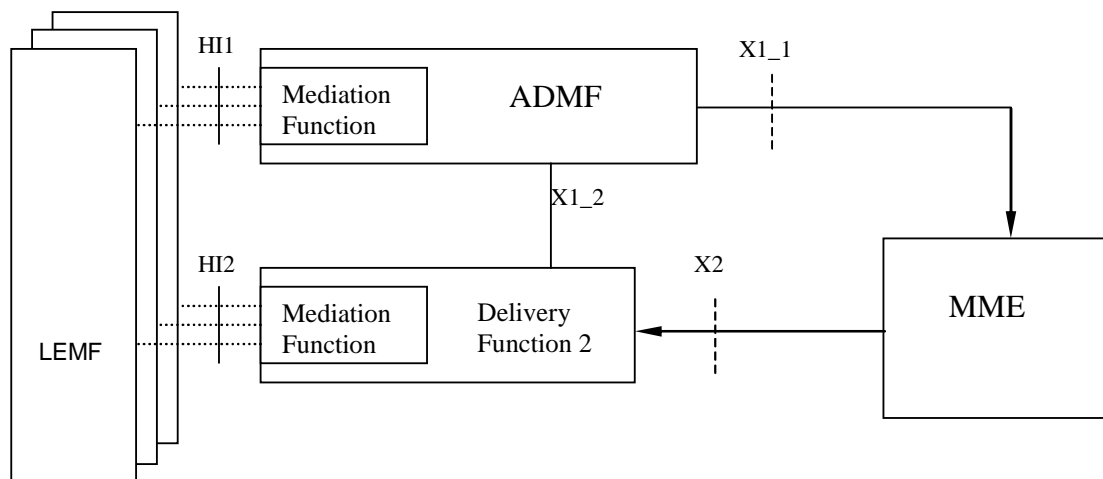 HI1
X1_1
Mediation
Function
ADMF
X1_2
HI2
X2
Mediation
Function
Delivery
Function 2
MME
LEMF